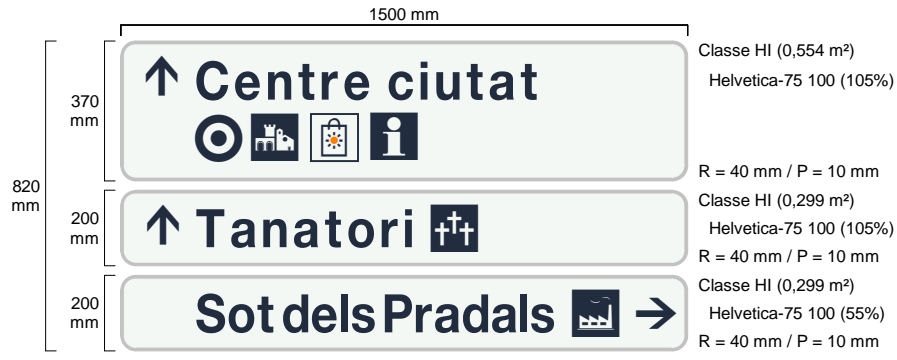 1500 mm
820 mm
370 mm
Centre ciutat
Classe HI (0,554 m²)
Helvetica-75 100 (105%)
R = 40 mm / P = 10 mm
200 mm
Tanatori
Classe HI (0,299 m²)
Helvetica-75 100 (105%)
R = 40 mm / P = 10 mm
200 mm
Sot dels Pradals
Classe HI (0,299 m²)
Helvetica-75 100 (55%)
R = 40 mm / P = 10 mm